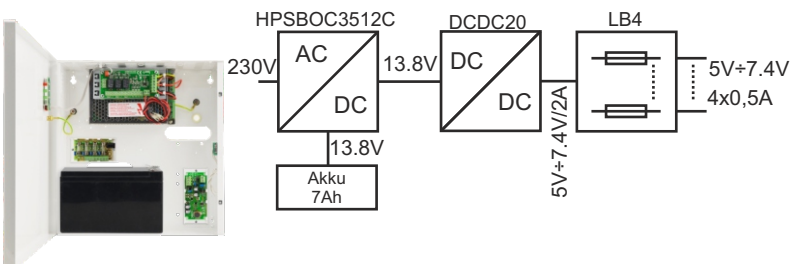 HPSBOC3512C
DCDC20
LB4
230V
AC
DC
13.8V
DC
DC
5V÷7.4V/2A
5V÷7.4V
4x0,5A
13.8V
Akku
7Ah